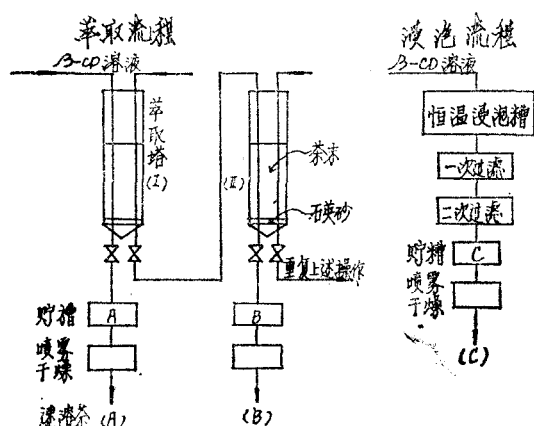 萃取流程
β-CD溶液
萃取塔
(I)
(II)
茶末
石英砂
重复上述操作
贮槽
A
B
喷雾干燥
速溶茶
(A)
(B)
浸泡流程
β-CD溶液
恒温浸泡槽
一次过滤
二次过滤
贮槽
C
喷雾干燥
(C)